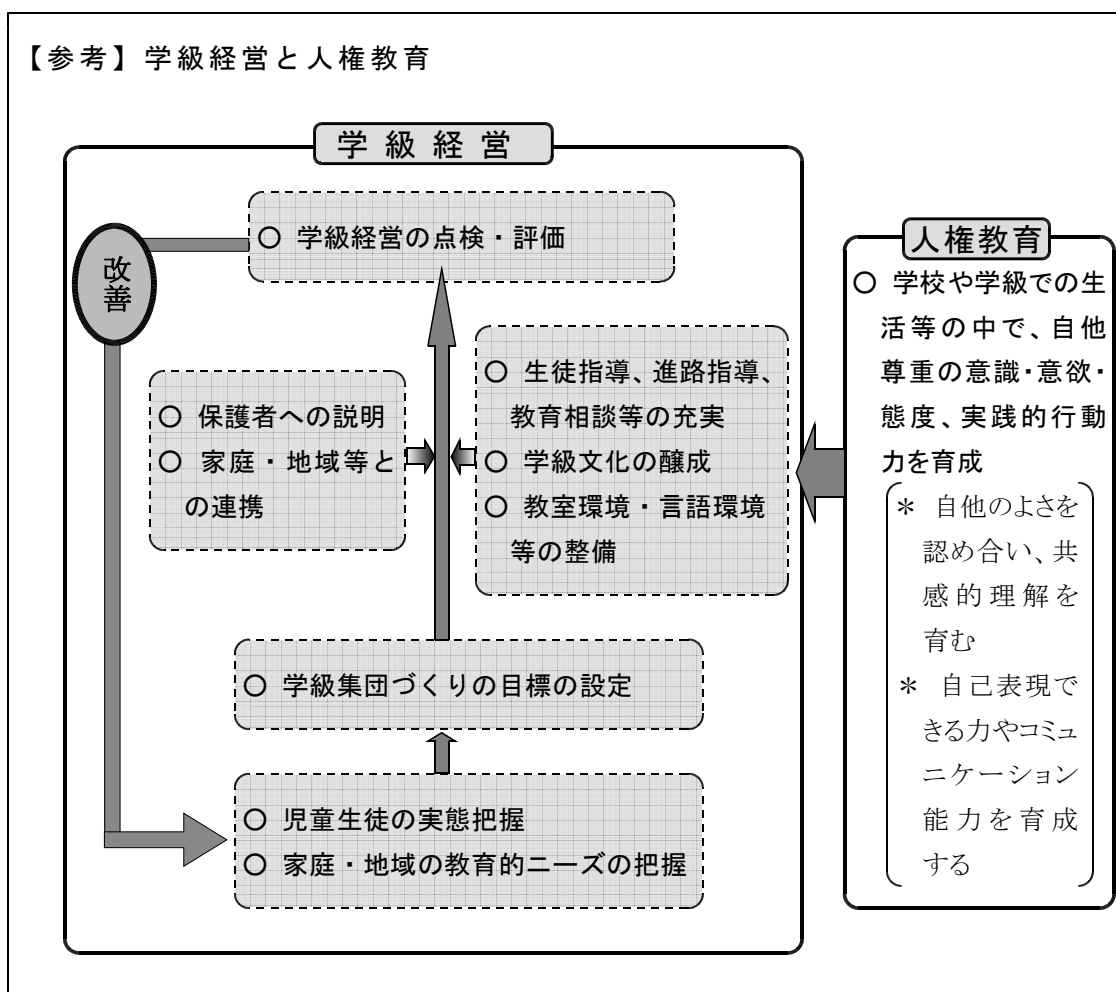 【参考】学級経営と人権教育
学級経営
○ 学級経営の点検・評価
改善
○ 保護者への説明
○ 家庭・地域等と
の連携
○ 生徒指導、進路指導、
教育相談等の充実
○ 学級文化の醸成
○ 教室環境・言語環境
等の整備
○ 学級集団づくりの目標の設定
○ 児童生徒の実態把握
○ 家庭・地域の教育的ニーズの把握
人権教育
○ 学校や学級での生
活等の中で、自他
尊重の意識・意欲・
態度、実践的行動
力を育成
＊ 自他のよさを
認め合い、共
感的理解を
育む
＊ 自己表現で
きる力やコミュ
ニケーション
能力を育成
する